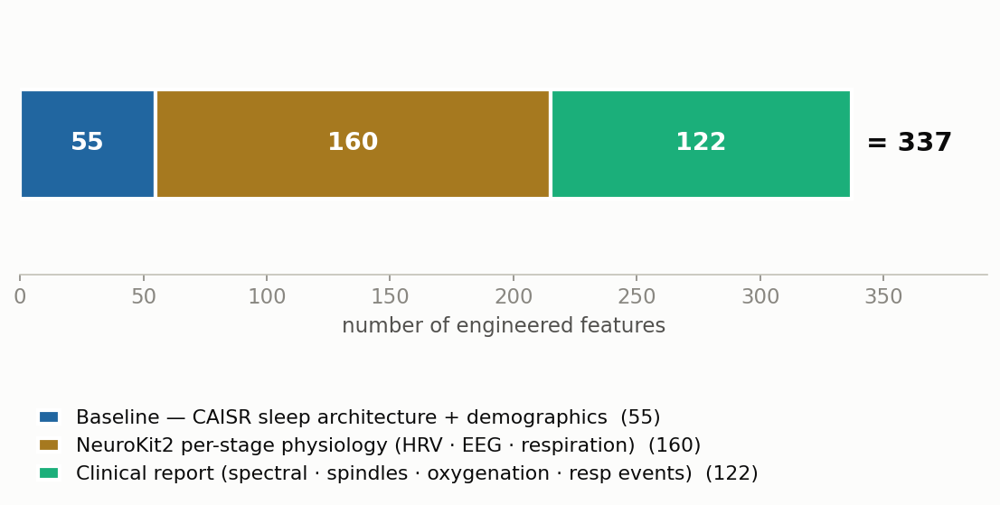 55 160 122 = 337
0 50 100 150 200 250 300 350
number of engineered features
Baseline — CAISR sleep architecture + demographics (55)
NeuroKit2 per-stage physiology (HRV · EEG · respiration) (160)
Clinical report (spectral · spindles · oxygenation · resp events) (122)